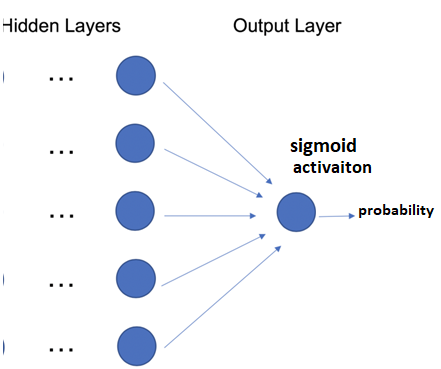 Hidden Layers
Output Layer
...
...
...
...
...
sigmoid
activaiton
probability